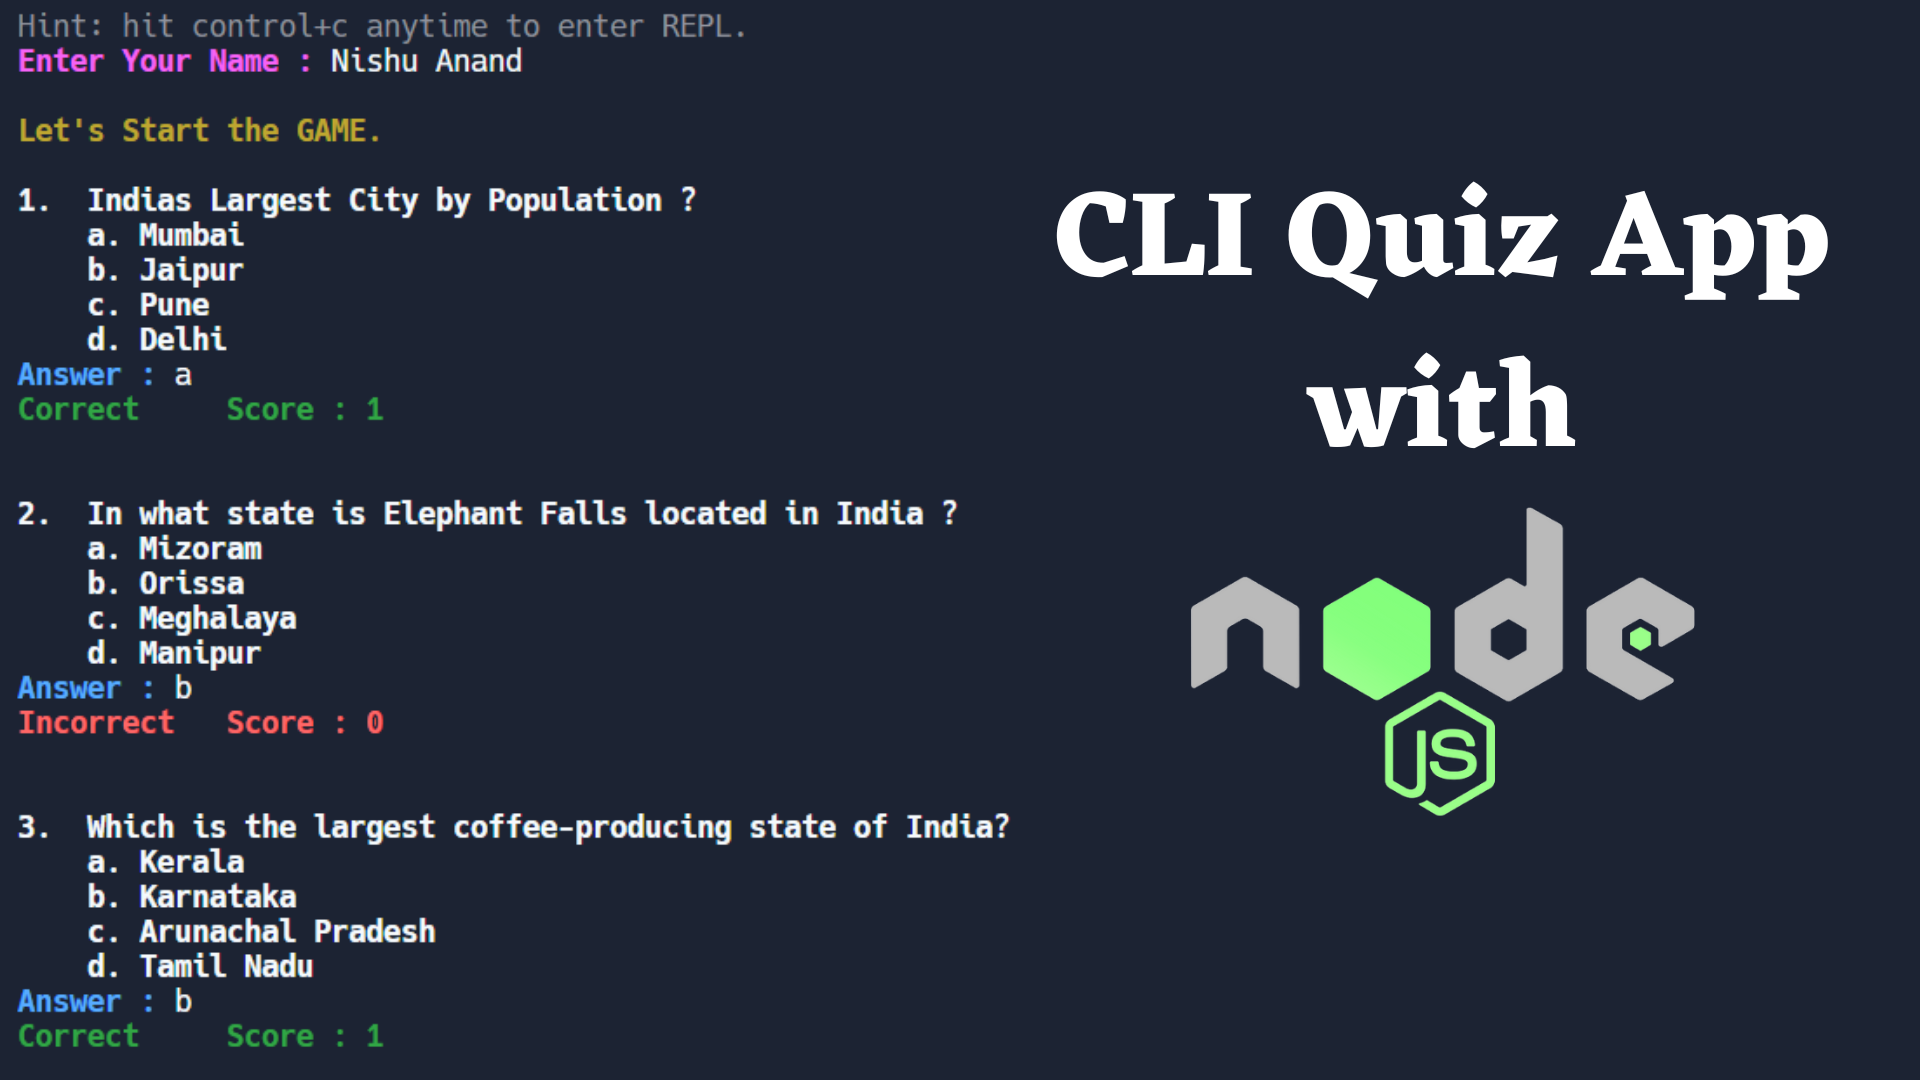 Hint: hit control+c anytime to enter REPL.
Enter Your Name : Nishu Anand
Let's Start the GAME.
1. Indias Largest City by Population ?
a. Mumbai
b. Jaipur
c. Pune
d. Delhi
Answer : a
Correct Score : 1
2. In what state is Elephant Falls located in India ?
a. Mizoram
b. Orissa
c. Meghalaya
d. Manipur
Answer : b
Incorrect Score : 0
3. Which is the largest coffee-producing state of India?
a. Kerala
b. Karnataka
c. Arunachal Pradesh
d. Tamil Nadu
Answer : b
Correct Score : 1
CLI Quiz App
with
node
JS